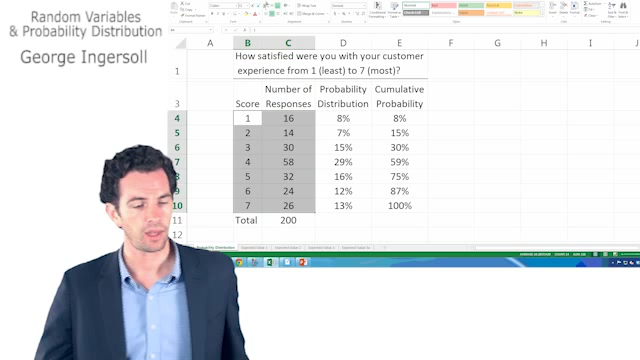 Random Variables
& Probability Distribution
George Ingersoll
A B C D E F G H I
How satisfied were you with your customer
1 experience from 1 (least) to 7 (most)?
Number of Probability Cumulative
3 Score Responses Distribution Probability
4 1 16 8% 8%
5 2 14 7% 15%
6 3 30 15% 30%
7 4 58 29% 59%
8 5 32 16% 75%
9 6 24 12% 87%
10 7 26 13% 100%
11 Total 200
12
Probability Distribution